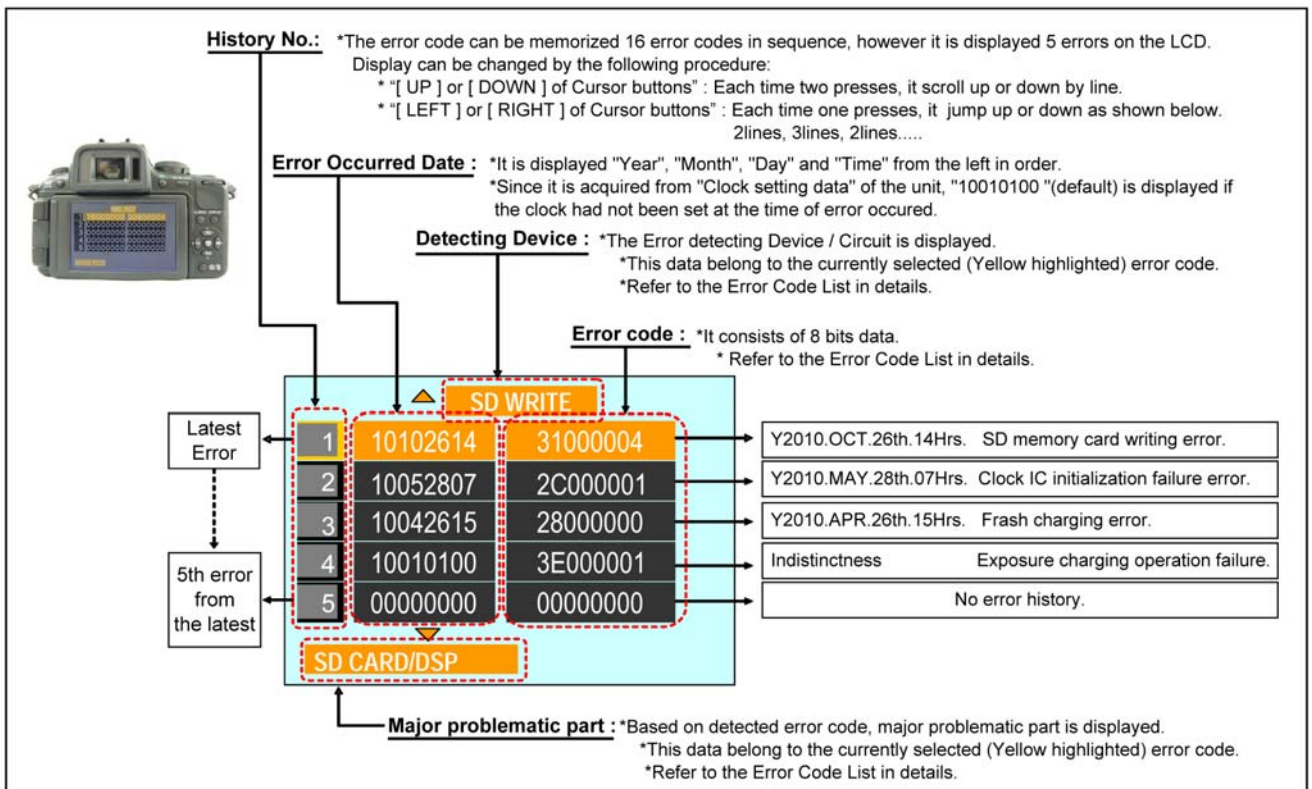 History No.: *The error code can be memorized 16 error codes in sequence, however it is displayed 5 errors on the LCD.
Display can be changed by the following procedure:
* "[ UP ] or [ DOWN ] of Cursor buttons" : Each time two presses, it scroll up or down by line.
* "[ LEFT ] or [ RIGHT ] of Cursor buttons" : Each time one presses, it jump up or down as shown below.
2lines, 3lines, 2lines.....
Error Occurred Date : *It is displayed "Year", "Month", "Day" and "Time" from the left in order.
*Since it is acquired from "Clock setting data" of the unit, "10010100 "(default) is displayed if
the clock had not been set at the time of error occured.
Detecting Device : *The Error detecting Device / Circuit is displayed.
*This data belong to the currently selected (Yellow highlighted) error code.
*Refer to the Error Code List in details.
Error code : *It consists of 8 bits data.
* Refer to the Error Code List in details.
SD WRITE
Latest
Error
1 10102614 31000004
Y2010.OCT.26th.14Hrs. SD memory card writing error.
2 10052807 2C000001
Y2010.MAY.28th.07Hrs. Clock IC initialization failure error.
3 10042615 28000000
Y2010.APR.26th.15Hrs. Frash charging error.
4 10010100 3E000001
Indistinctness Exposure charging operation failure.
5th error
from
the latest
5 00000000 00000000
No error history.
SD CARD/DSP
Major problematic part : *Based on detected error code, major problematic part is displayed.
*This data belong to the currently selected (Yellow highlighted) error code.
*Refer to the Error Code List in details.